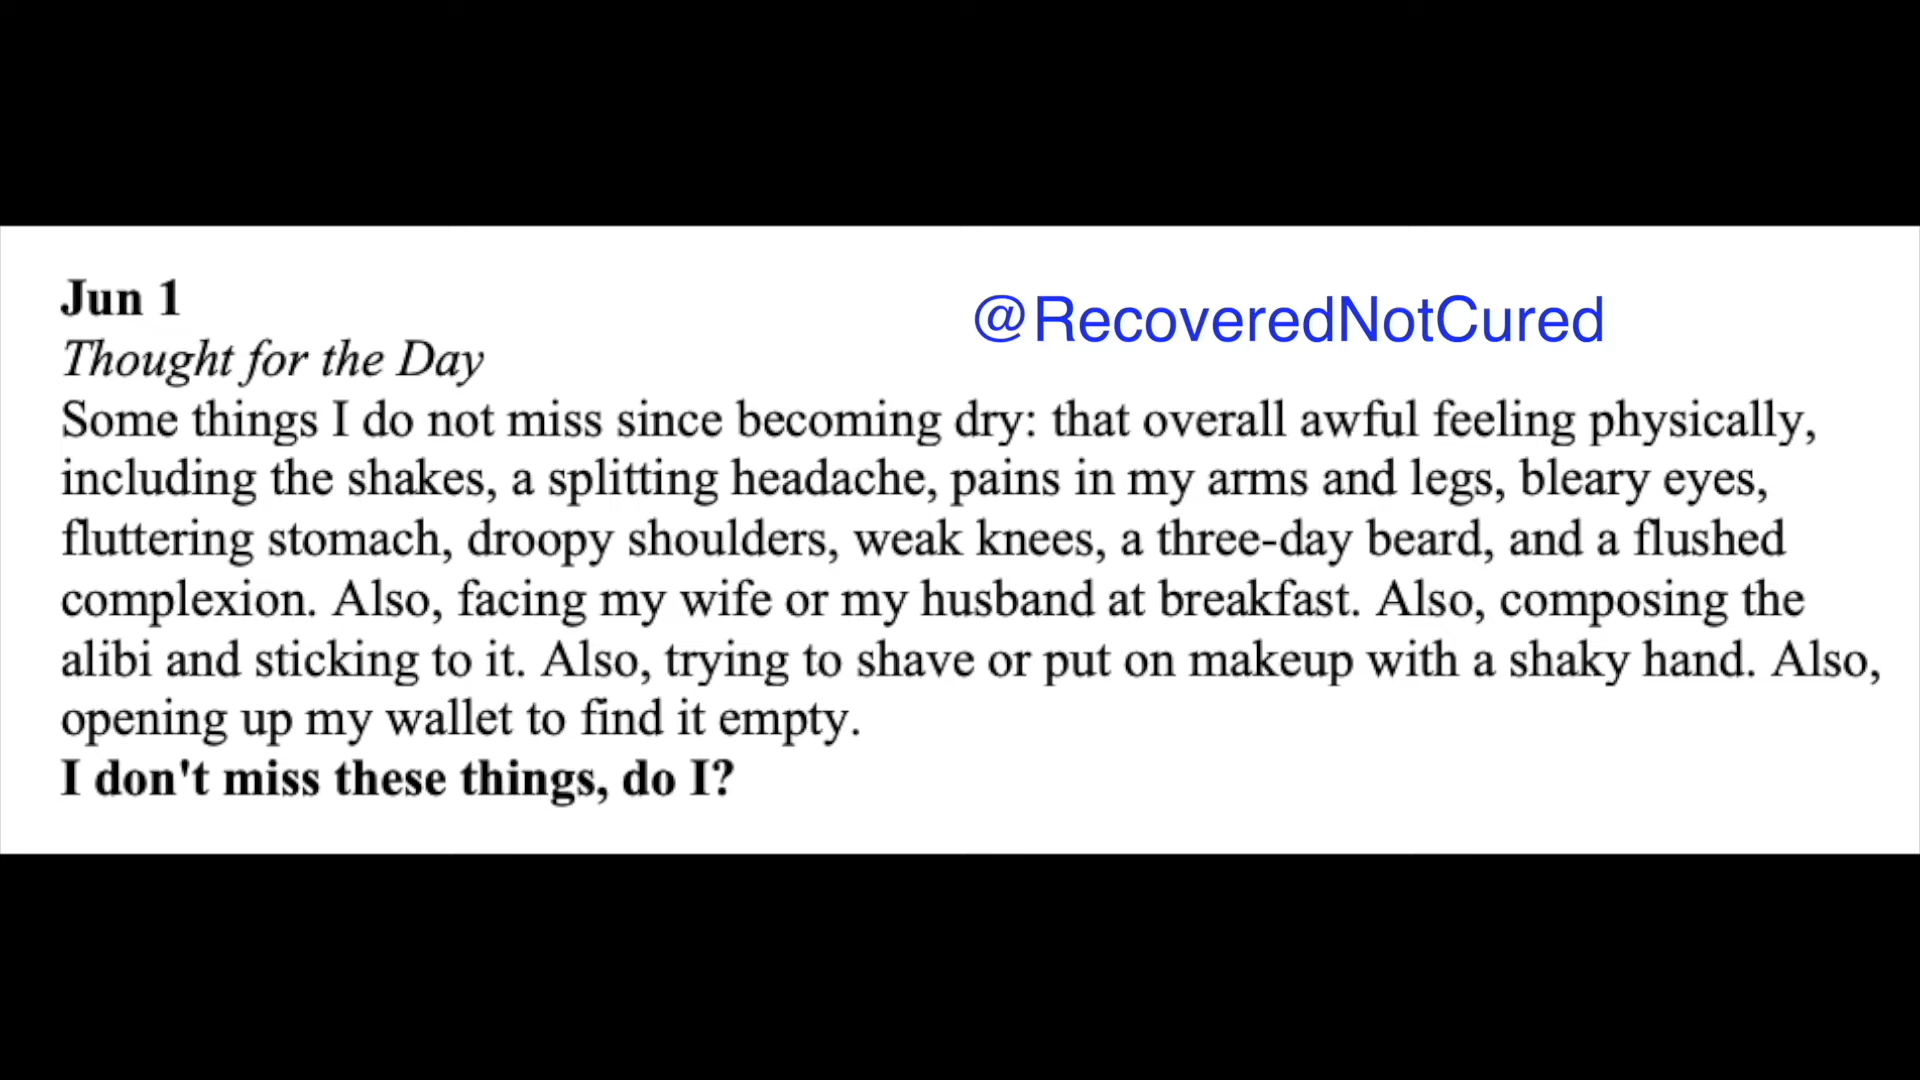 Jun 1
@RecoveredNotCured
Thought for the Day
Some things I do not miss since becoming dry: that overall awful feeling physically,
including the shakes, a splitting headache, pains in my arms and legs, bleary eyes,
fluttering stomach, droopy shoulders, weak knees, a three-day beard, and a flushed
complexion. Also, facing my wife or my husband at breakfast. Also, composing the
alibi and sticking to it. Also, trying to shave or put on makeup with a shaky hand. Also,
opening up my wallet to find it empty.
I don't miss these things, do I?